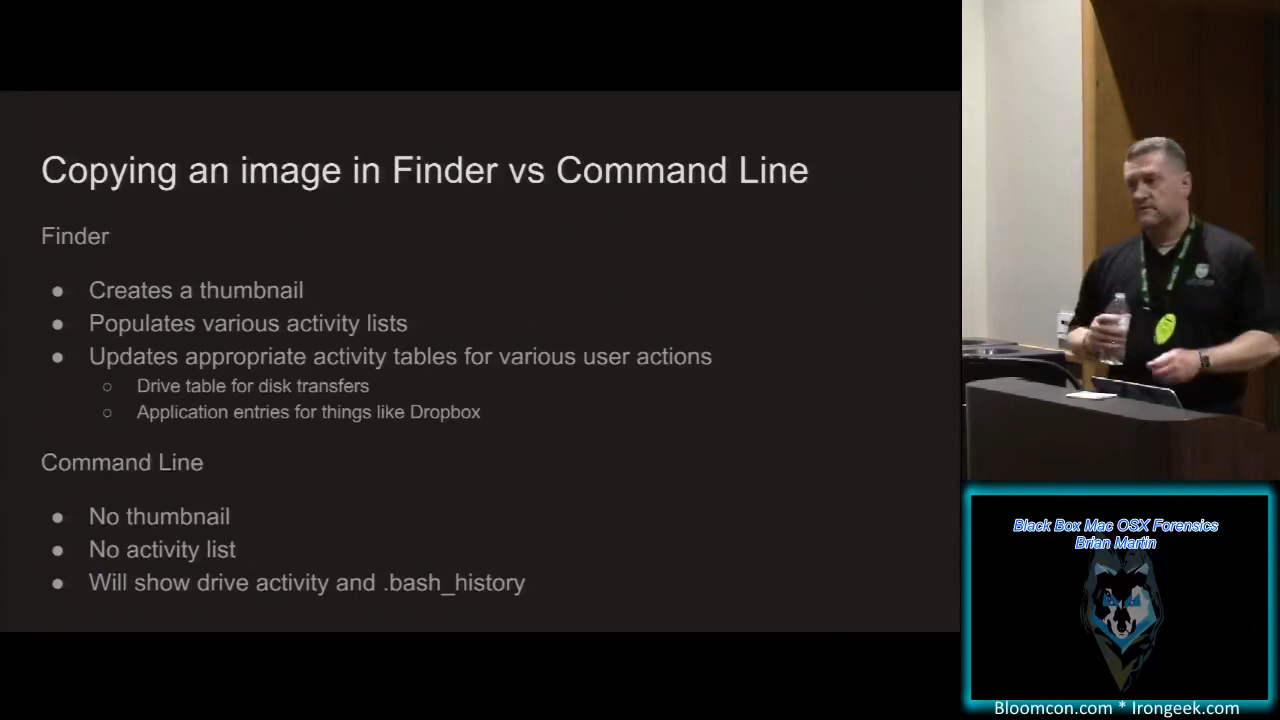 Copying an image in Finder vs Command Line
Finder
● Creates a thumbnail
● Populates various activity lists
● Updates appropriate activity tables for various user actions
○ Drive table for disk transfers
○ Application entries for things like Dropbox
Command Line
● No thumbnail
● No activity list
● Will show drive activity and .bash_history
Black Box Mac OSX Forensics
Brian Martin
Bloomcon.com * Irongeek.com